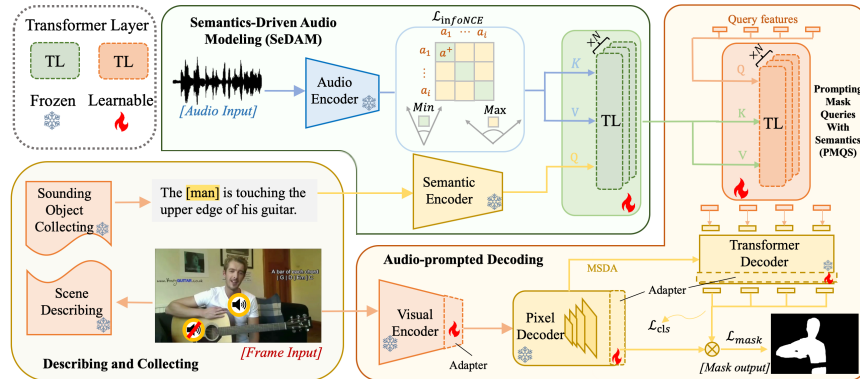 Transformer Layer
TL
TL
Frozen
Learnable
Semantics-Driven Audio
Modeling (SeDAM)
[Audio Input]
Audio
Encoder
ℒinfoNCE
a1 ··· ai
a1
a+
⋮
ai
Min
Max
K
V
Q
×N
TL
Semantic
Encoder
Query features
×N
Q
K
V
TL
Prompting
Mask
Queries
With
Semantics
(PMQS)
Sounding
Object
Collecting
The [man] is touching the
upper edge of his guitar.
Scene
Describing
[Frame Input]
Describing and Collecting
Audio-prompted Decoding
Visual
Encoder
Adapter
Pixel
Decoder
MSDA
Adapter
Transformer
Decoder
ℒcls
ℒmask
[Mask output]